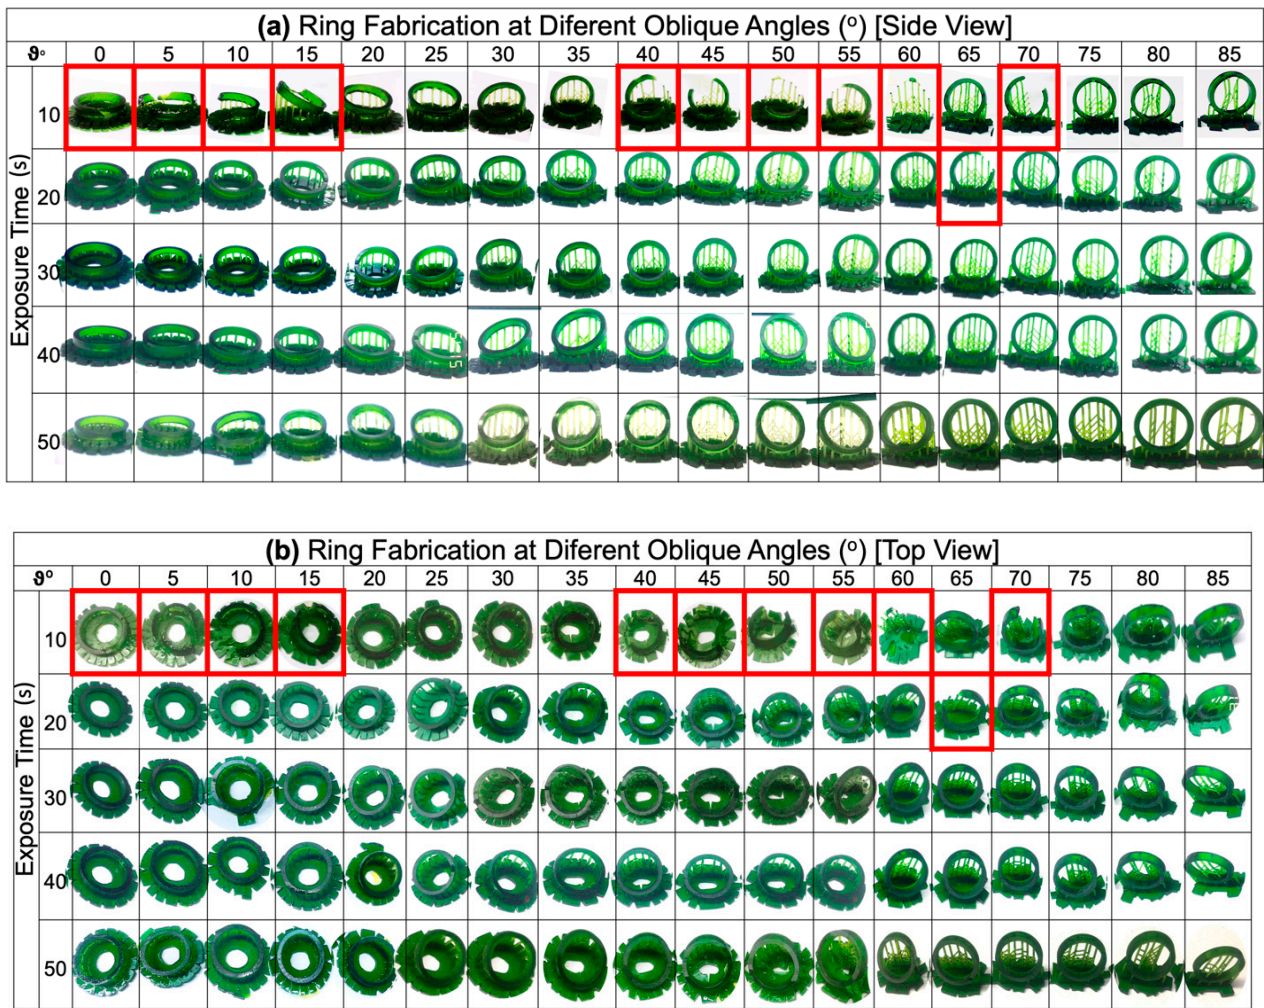 (a) Ring Fabrication at Diferent Oblique Angles (º) [Side View]
ϑº 0 5 10 15 20 25 30 35 40 45 50 55 60 65 70 75 80 85
Exposure Time (s)
10
20
30
40
50
(b) Ring Fabrication at Diferent Oblique Angles (º) [Top View]
ϑº 0 5 10 15 20 25 30 35 40 45 50 55 60 65 70 75 80 85
Exposure Time (s)
10
20
30
40
50